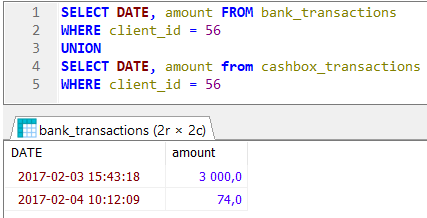 1 SELECT DATE, amount FROM bank_transactions
2 WHERE client_id = 56
3 UNION
4 SELECT DATE, amount from cashbox_transactions
5 WHERE client_id = 56
bank_transactions (2r × 2c)
DATE amount
2017-02-03 15:43:18 3 000,0
2017-02-04 10:12:09 74,0